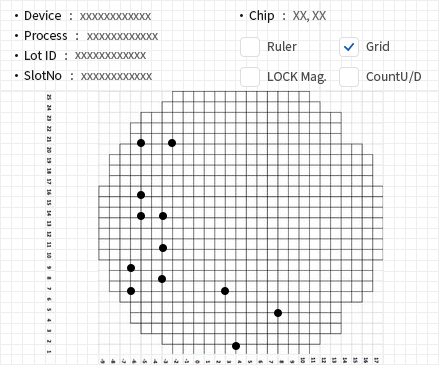 • Device : xxxxxxxxxxxx
• Chip : XX, XX
• Process : xxxxxxxxxxxx
• Lot ID : xxxxxxxxxxxx
• SlotNo : xxxxxxxxxxxx
Ruler
Grid
LOCK Mag.
CountU/D
25
24
23
22
21
20
19
18
17
16
15
14
13
12
11
10
9
8
7
6
5
4
3
2
1
-9 -8 -7 -6 -5 -4 -3 -2 -1 0 1 2 3 4 5 6 7 8 9 10 11 12 13 14 15 16 17